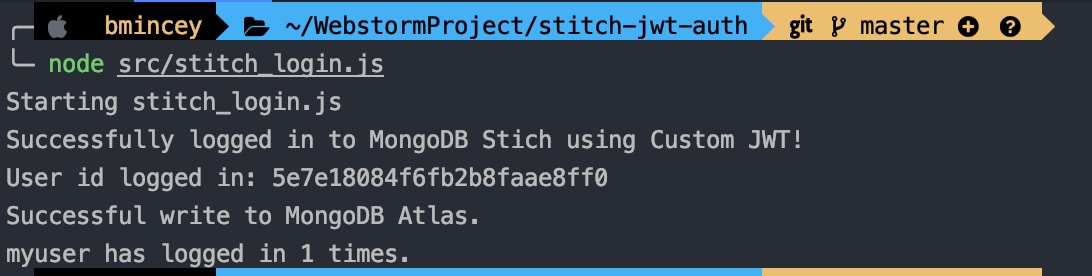 bmincey ~/WebstormProject/stitch-jwt-auth git master
node src/stitch_login.js
Starting stitch_login.js
Successfully logged in to MongoDB Stich using Custom JWT!
User id logged in: 5e7e18084f6fb2b8faae8ff0
Successful write to MongoDB Atlas.
myuser has logged in 1 times.